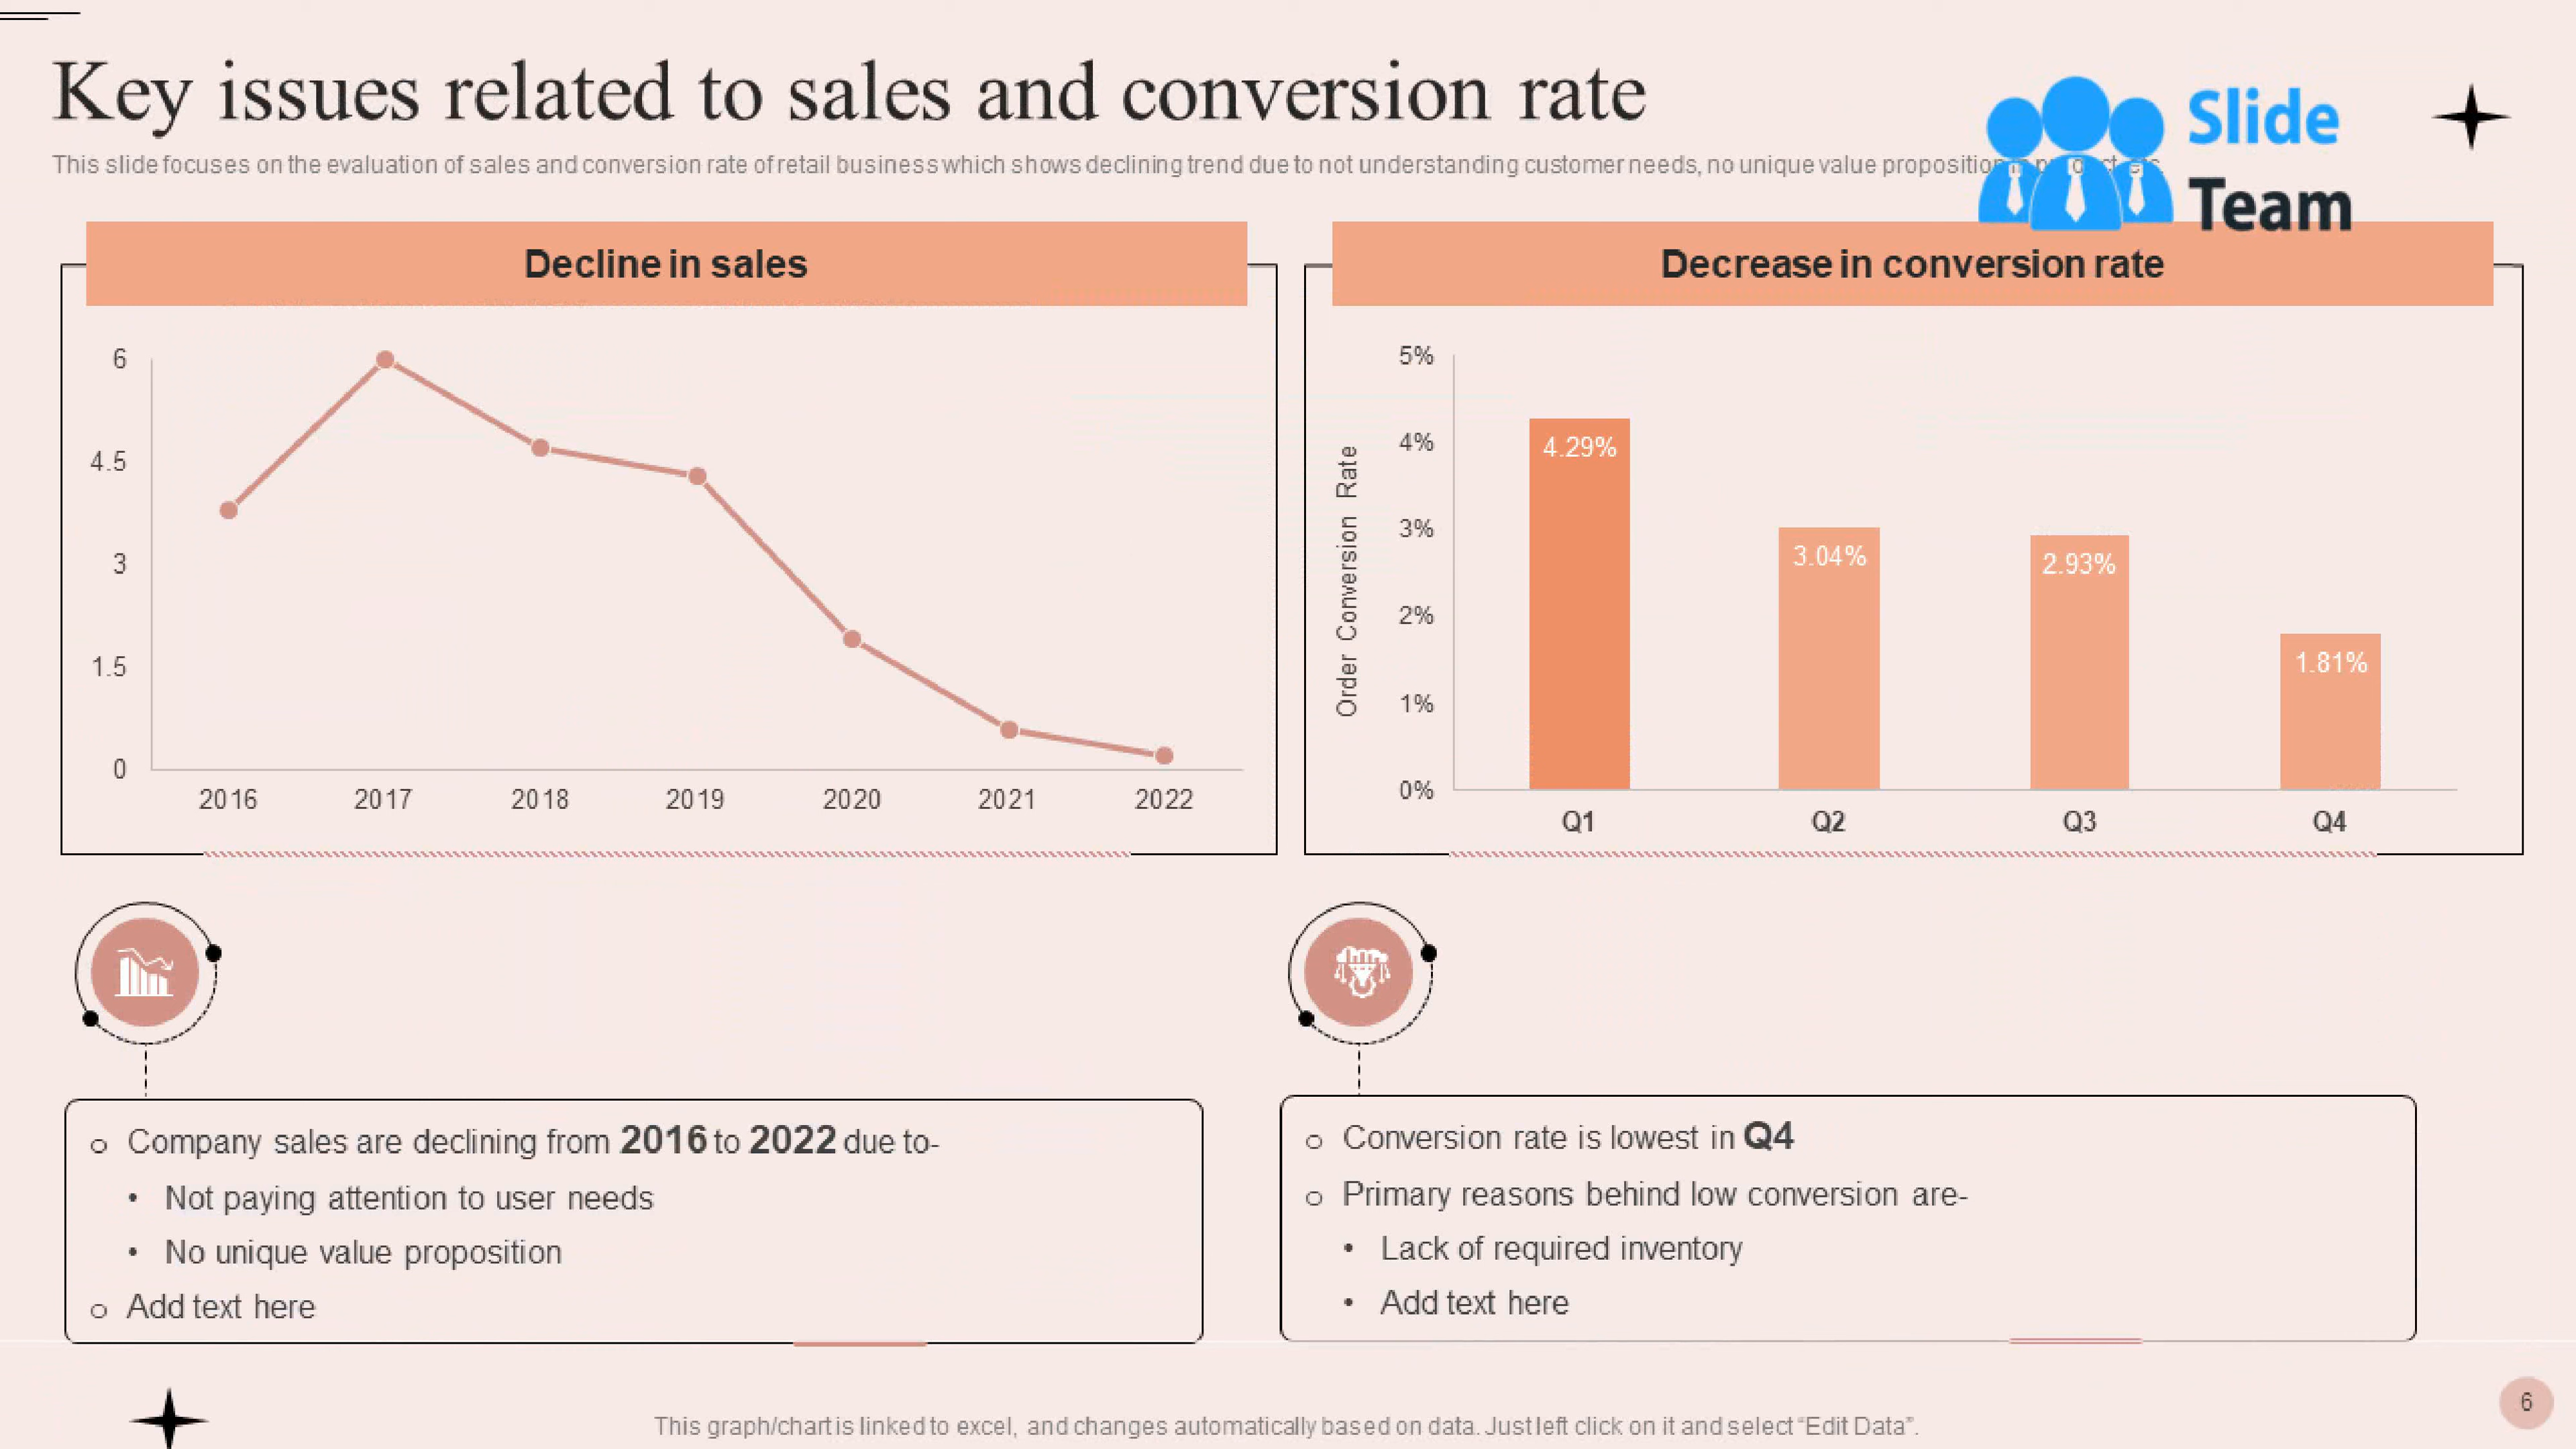 Key issues related to sales and conversion rate
Slide
Team
This slide focuses on the evaluation of sales and conversion rate of retail business which shows declining trend due to not understanding customer needs, no unique value proposition
Decline in sales
6
4.5
3
1.5
0
2016 2017 2018 2019 2020 2021 2022
Decrease in conversion rate
Order Conversion Rate
5%
4%
3%
2%
1%
0%
4.29%
3.04%
2.93%
1.81%
Q1 Q2 Q3 Q4
o Company sales are declining from 2016 to 2022 due to-
• Not paying attention to user needs
• No unique value proposition
o Add text here
o Conversion rate is lowest in Q4
o Primary reasons behind low conversion are-
• Lack of required inventory
• Add text here
This graph/chart is linked to excel, and changes automatically based on data. Just left click on it and select “Edit Data”.
6